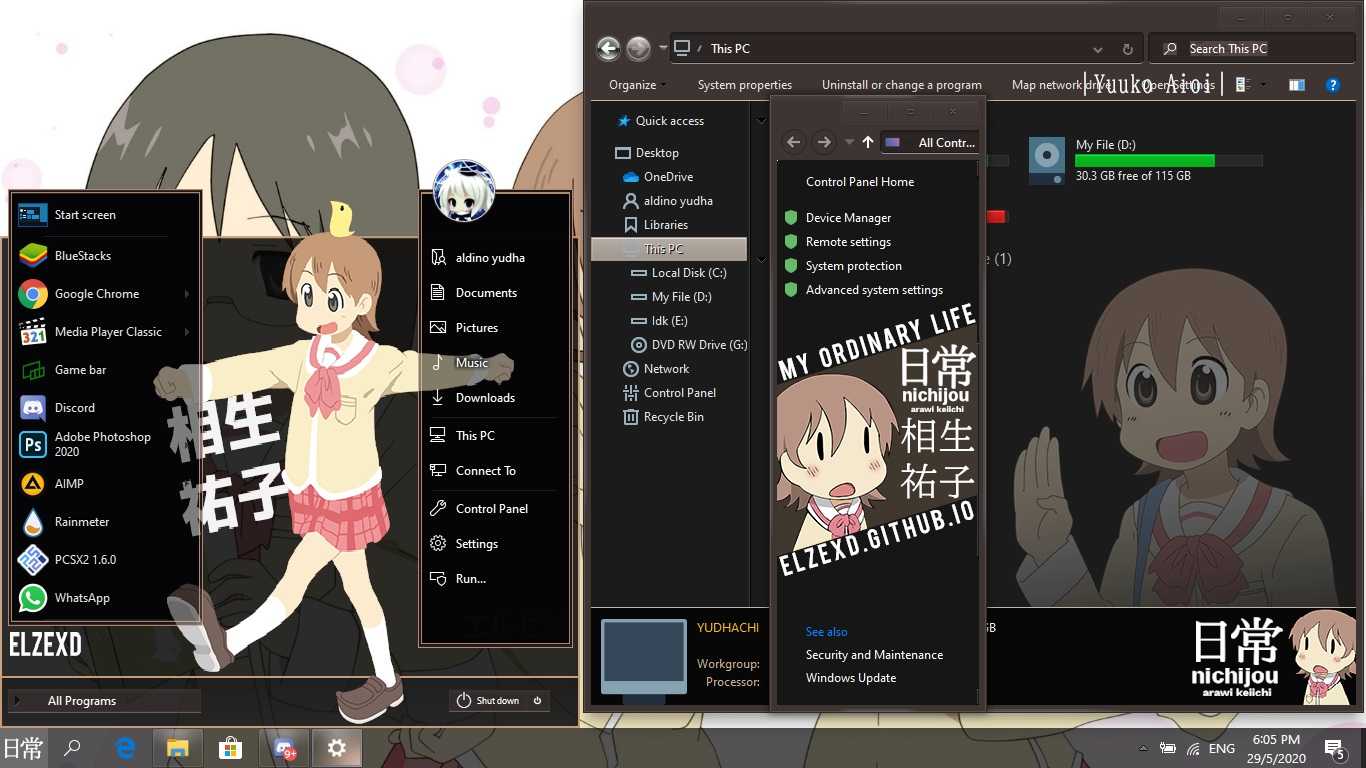 Start screen
BlueStacks
Google Chrome
Media Player Classic
Game bar
Discord
Adobe Photoshop
2020
AIMP
Rainmeter
PCSX2 1.6.0
WhatsApp
ELZEXD
All Programs
相生
祐子
aldino yudha
Documents
Pictures
Music
Downloads
This PC
Connect To
Control Panel
Settings
Run...
Shut down
This PC
Search This PC
Organize
System properties
Uninstall or change a program
Map network drive
|Yuuko Aioi|
Quick access
Desktop
OneDrive
aldino yudha
Libraries
This PC
Local Disk (C:)
My File (D:)
Idk (E:)
DVD RW Drive (G:)
Network
Control Panel
Recycle Bin
My File (D:)
30.3 GB free of 115 GB
(1)
All Contr...
Control Panel Home
Device Manager
Remote settings
System protection
Advanced system settings
MY ORDINARY LIFE
日常
nichijou
arawi keiichi
相生
祐子
ELZEXD.GITHUB.IO
See also
Security and Maintenance
Windows Update
YUDHACHI
Workgroup:
Processor:
日常
nichijou
arawi keiichi
日常
9+
ENG
6:05 PM
29/5/2020
5